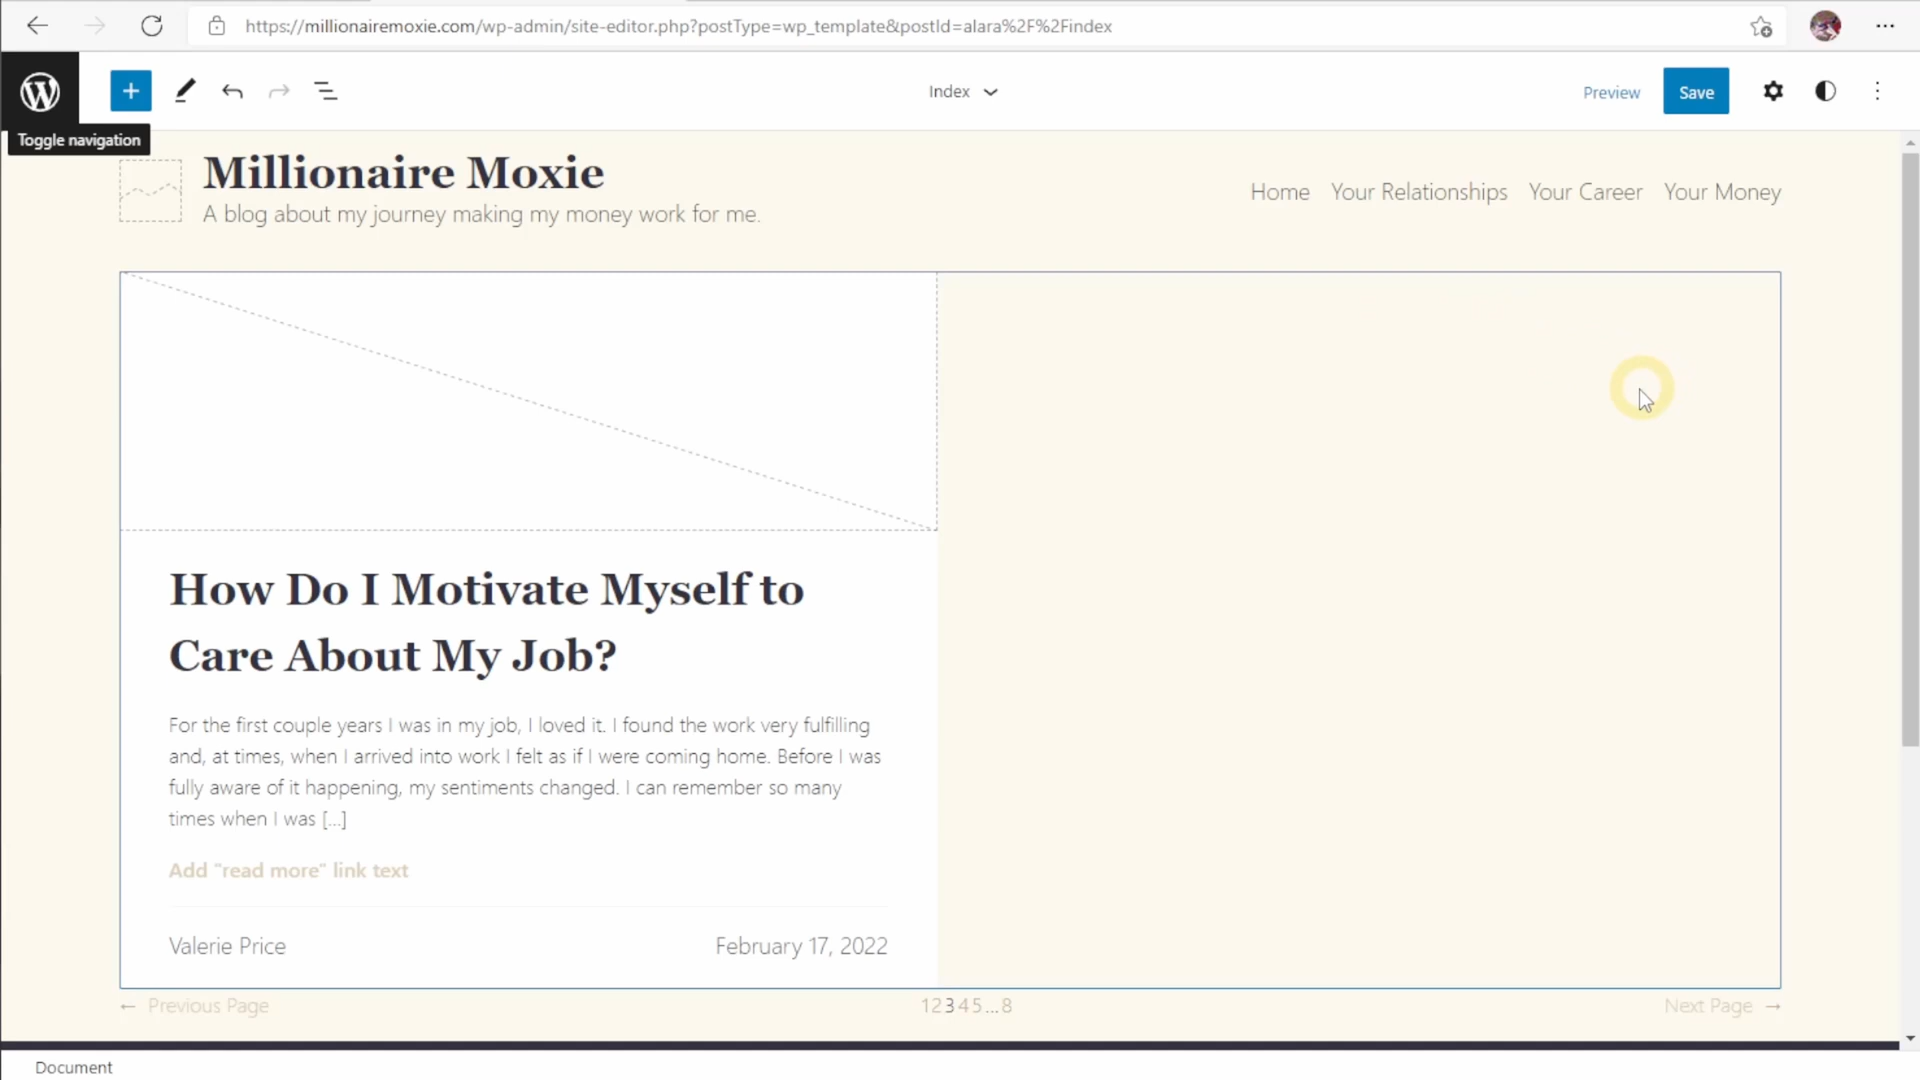 https://millionairemoxie.com/wp-admin/site-editor.php?postType=wp_template&postId=alara%2F%2Findex
Index
Preview
Save
Toggle navigation
Millionaire Moxie
A blog about my journey making my money work for me.
Home Your Relationships Your Career Your Money
How Do I Motivate Myself to
Care About My Job?
For the first couple years I was in my job, I loved it. I found the work very fulfilling
and, at times, when I arrived into work I felt as if I were coming home. Before I was
fully aware of it happening, my sentiments changed. I can remember so many
times when I was [...]
Add "read more" link text
Valerie Price February 17, 2022
← Previous Page 12345...8 Next Page →
Document